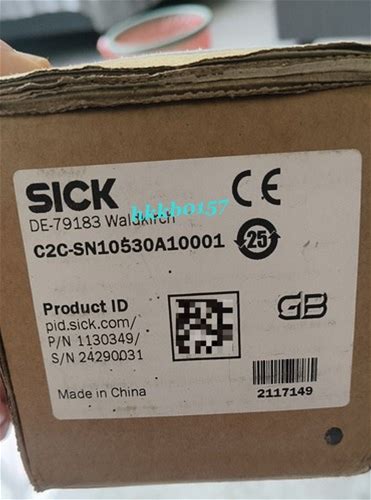 SICK
CE
DE-79183 Waldkirch
hkkb0157
C2C-SN10530A10001
25
Product ID
pid.sick.com/
P/N 1130349/
S/N 24290031
GB
Made in China
2117149